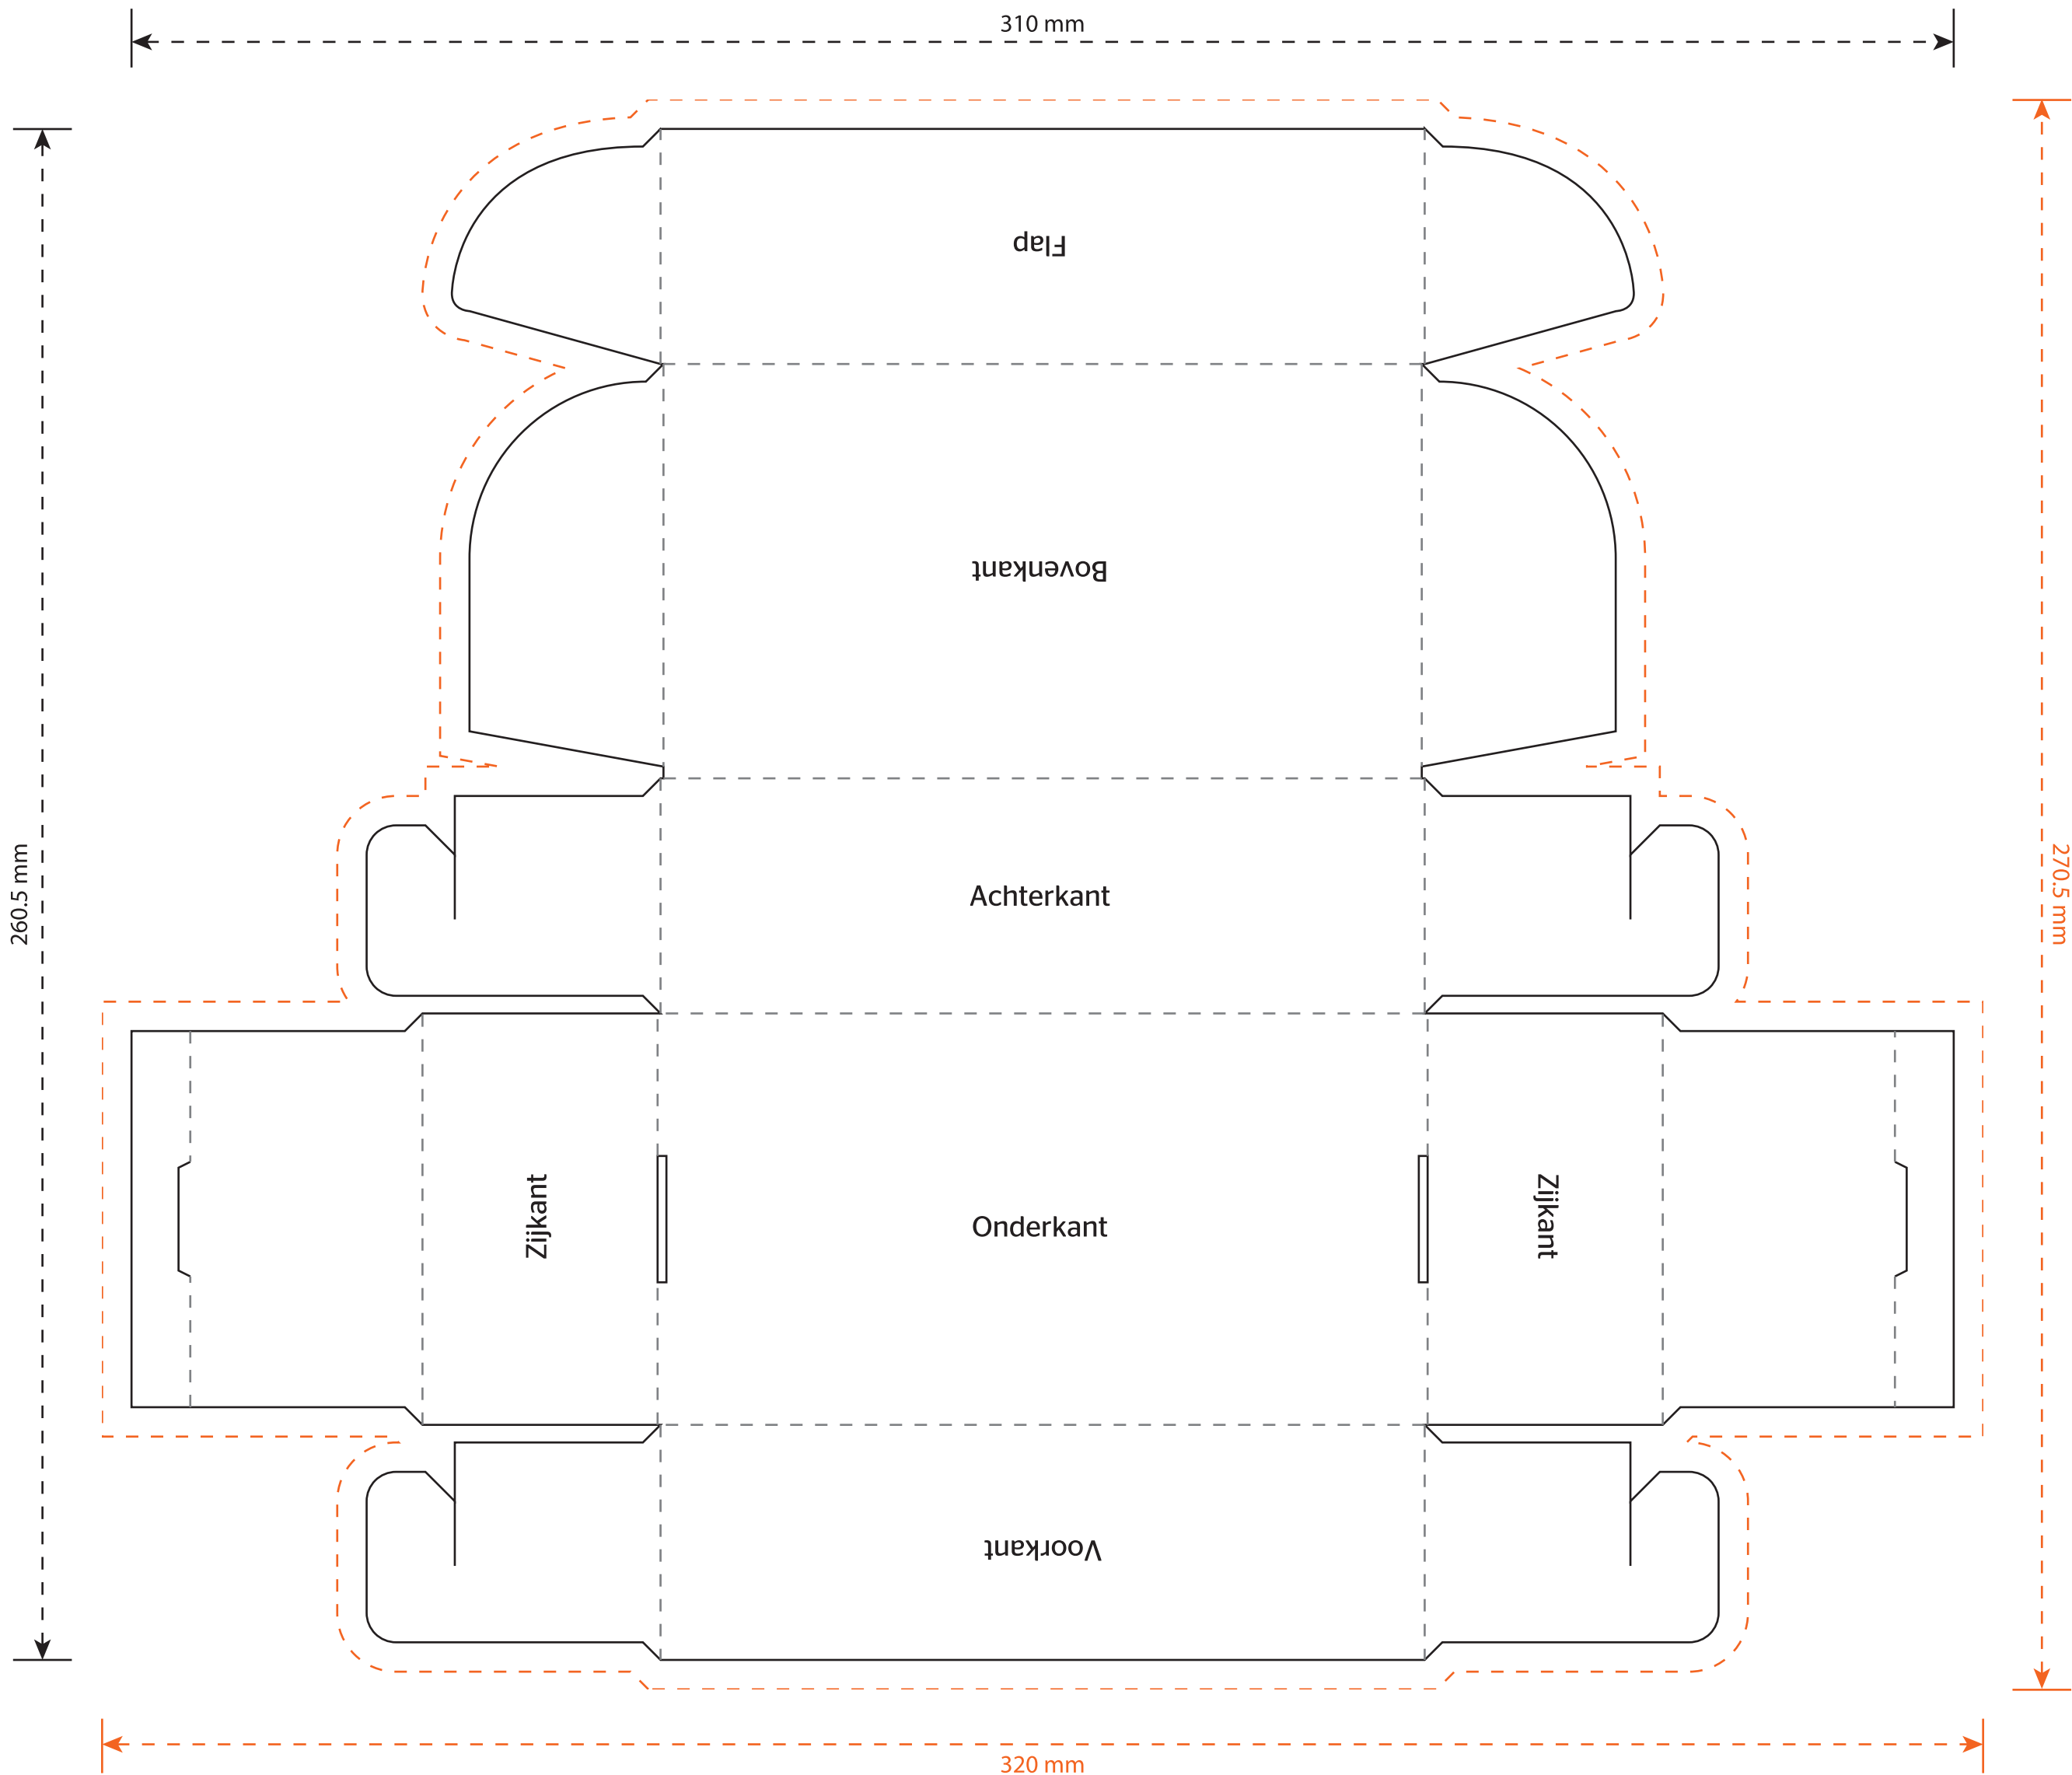 310 mm
Flap
Bovenkant
260.5 mm
Achterkant
270.5 mm
Zijkant
Onderkant
Zijkant
Voorkant
320 mm